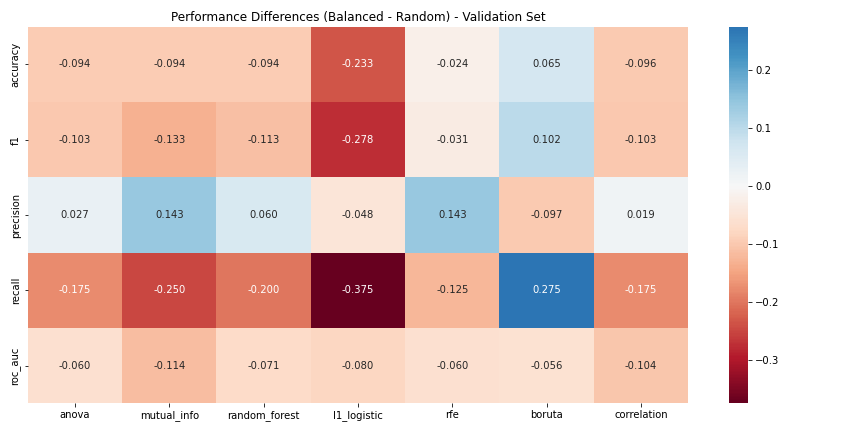 Performance Differences (Balanced - Random) - Validation Set
accuracy -0.094 -0.094 -0.094 -0.233 -0.024 0.065 -0.096
f1 -0.103 -0.133 -0.113 -0.278 -0.031 0.102 -0.103
precision 0.027 0.143 0.060 -0.048 0.143 -0.097 0.019
recall -0.175 -0.250 -0.200 -0.375 -0.125 0.275 -0.175
roc_auc -0.060 -0.114 -0.071 -0.080 -0.060 -0.056 -0.104
anova mutual_info random_forest l1_logistic rfe boruta correlation
0.2
0.1
0.0
−0.1
−0.2
−0.3